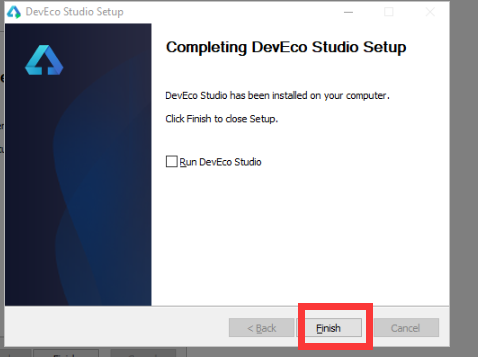 DevEco Studio Setup
Completing DevEco Studio Setup
DevEco Studio has been installed on your computer.
Click Finish to close Setup.
Run DevEco Studio
< Back
Finish
Cancel